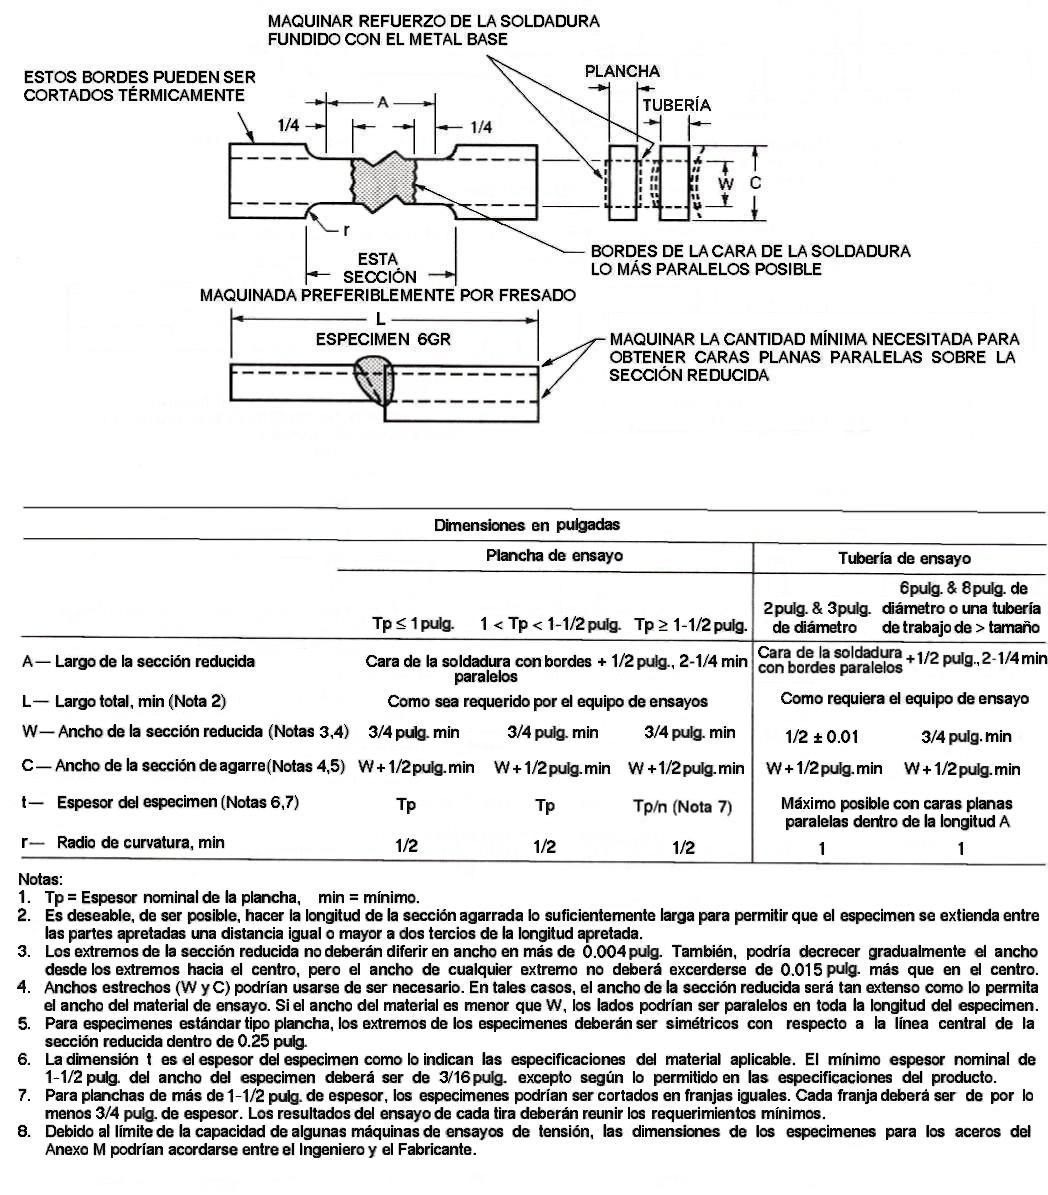 MAQUINAR REFUERZO DE LA SOLDADURA
FUNDIDO CON EL METAL BASE
ESTOS BORDES PUEDEN SER
CORTADOS TÉRMICAMENTE
PLANCHA
TUBERÍA
A
1/4
1/4
W
C
r
BORDES DE LA CARA DE LA SOLDADURA
LO MÁS PARALELOS POSIBLE
ESTA
SECCIÓN
MAQUINADA PREFERIBLEMENTE POR FRESADO
L
ESPECIMEN 6GR
MAQUINAR LA CANTIDAD MÍNIMA NECESITADA PARA
OBTENER CARAS PLANAS PARALELAS SOBRE LA
SECCIÓN REDUCIDA
Dimensiones en pulgadas
Plancha de ensayo
Tubería de ensayo
Tp ≤ 1 pulg.
1 < Tp < 1-1/2 pulg.
Tp ≥ 1-1/2 pulg.
2 pulg. & 3 pulg.
de diámetro
6 pulg. & 8 pulg. de
diámetro o una tubería
de trabajo de > tamaño
A— Largo de la sección reducida
Cara de la soldadura con bordes + 1/2 pulg., 2-1/4 min
paralelos
Cara de la soldadura
con bordes paralelos
+1/2 pulg., 2-1/4 min
L— Largo total, min (Nota 2)
Como sea requerido por el equipo de ensayos
Como requiera el equipo de ensayo
W— Ancho de la sección reducida (Notas 3,4)
3/4 pulg. min
3/4 pulg. min
3/4 pulg. min
1/2 ± 0.01
3/4 pulg. min
C— Ancho de la sección de agarre (Notas 4,5)
W + 1/2 pulg. min
W + 1/2 pulg. min
W + 1/2 pulg. min
W + 1/2 pulg. min
W + 1/2 pulg. min
t— Espesor del especimen (Notas 6,7)
Tp
Tp
Tp/n (Nota 7)
Máximo posible con caras planas
paralelas dentro de la longitud A
r— Radio de curvatura, min
1/2
1/2
1/2
1
1
Notas:
1. Tp = Espesor nominal de la plancha, min = mínimo.
2. Es deseable, de ser posible, hacer la longitud de la sección agarrada lo suficientemente larga para permitir que el especimen se extienda entre
las partes apretadas una distancia igual o mayor a dos tercios de la longitud apretada.
3. Los extremos de la sección reducida no deberán diferir en ancho en más de 0.004 pulg. También, podría decrecer gradualmente el ancho
desde los extremos hacia el centro, pero el ancho de cualquier extremo no deberá excerderse de 0.015 pulg. más que en el centro.
4. Anchos estrechos (W y C) podrían usarse de ser necesario. En tales casos, el ancho de la sección reducida será tan extenso como lo permita
el ancho del material de ensayo. Si el ancho del material es menor que W, los lados podrían ser paralelos en toda la longitud del especimen.
5. Para especimenes estándar tipo plancha, los extremos de los especimenes deberán ser simétricos con respecto a la línea central de la
sección reducida dentro de 0.25 pulg.
6. La dimensión t es el espesor del especimen como lo indican las especificaciones del material aplicable. El mínimo espesor nominal de
1-1/2 pulg. del ancho del especimen deberá ser de 3/16 pulg. excepto según lo permitido en las especificaciones del producto.
7. Para planchas de más de 1-1/2 pulg. de espesor, los especimenes podrían ser cortados en franjas iguales. Cada franja deberá ser de por lo
menos 3/4 pulg. de espesor. Los resultados del ensayo de cada tira deberán reunir los requerimientos mínimos.
8. Debido al límite de la capacidad de algunas máquinas de ensayos de tensión, las dimensiones de los especimenes para los aceros del
Anexo M podrían acordarse entre el Ingeniero y el Fabricante.